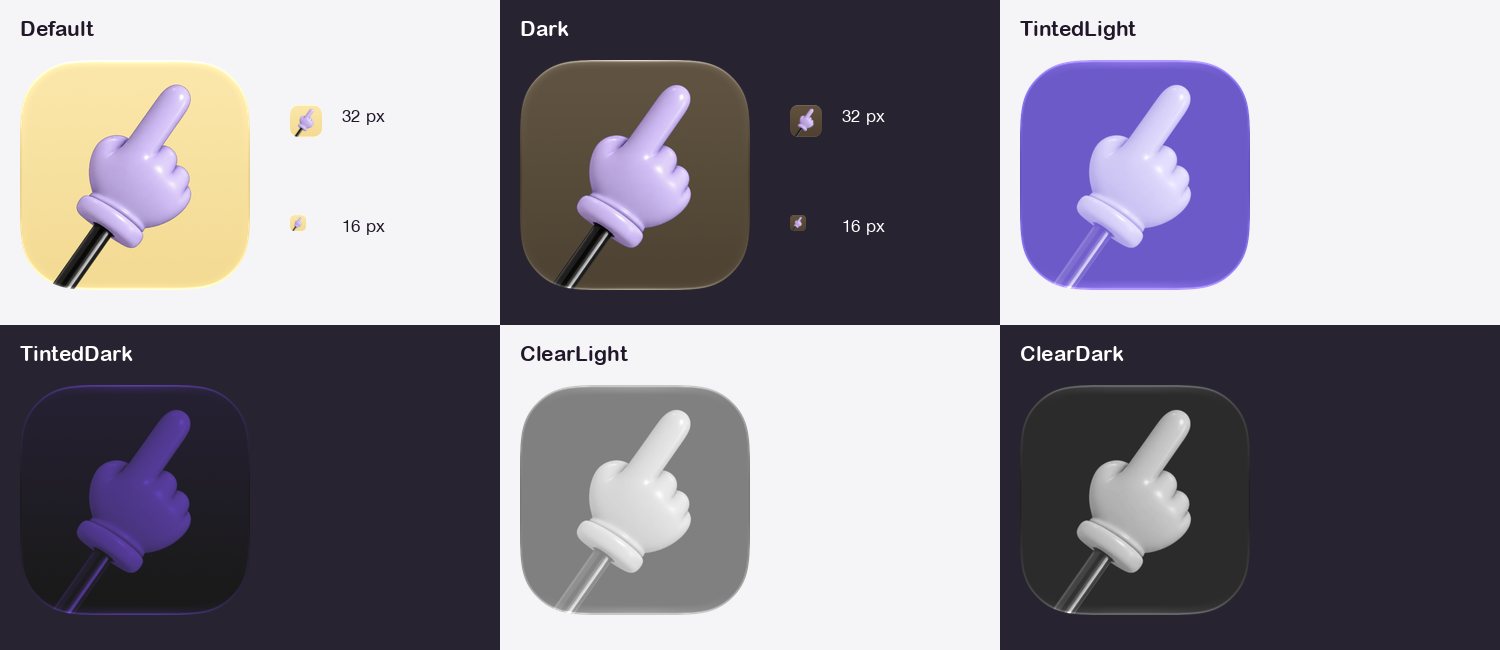 Default
32 px
16 px
Dark
32 px
16 px
TintedLight
TintedDark
ClearLight
ClearDark